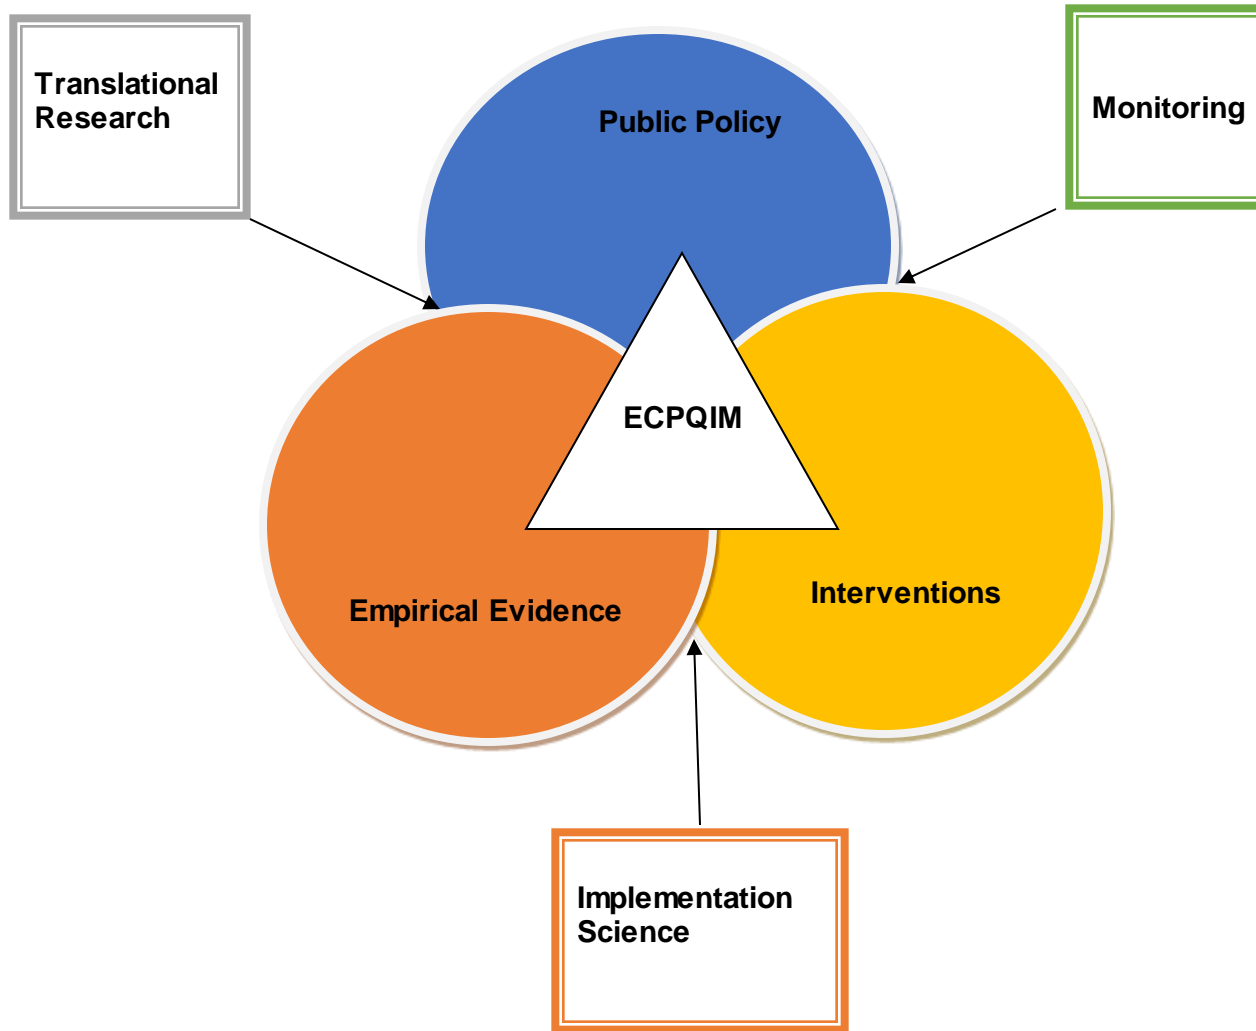 Translational
Research
Public Policy
Monitoring
ECPQIM
Empirical Evidence
Interventions
Implementation
Science